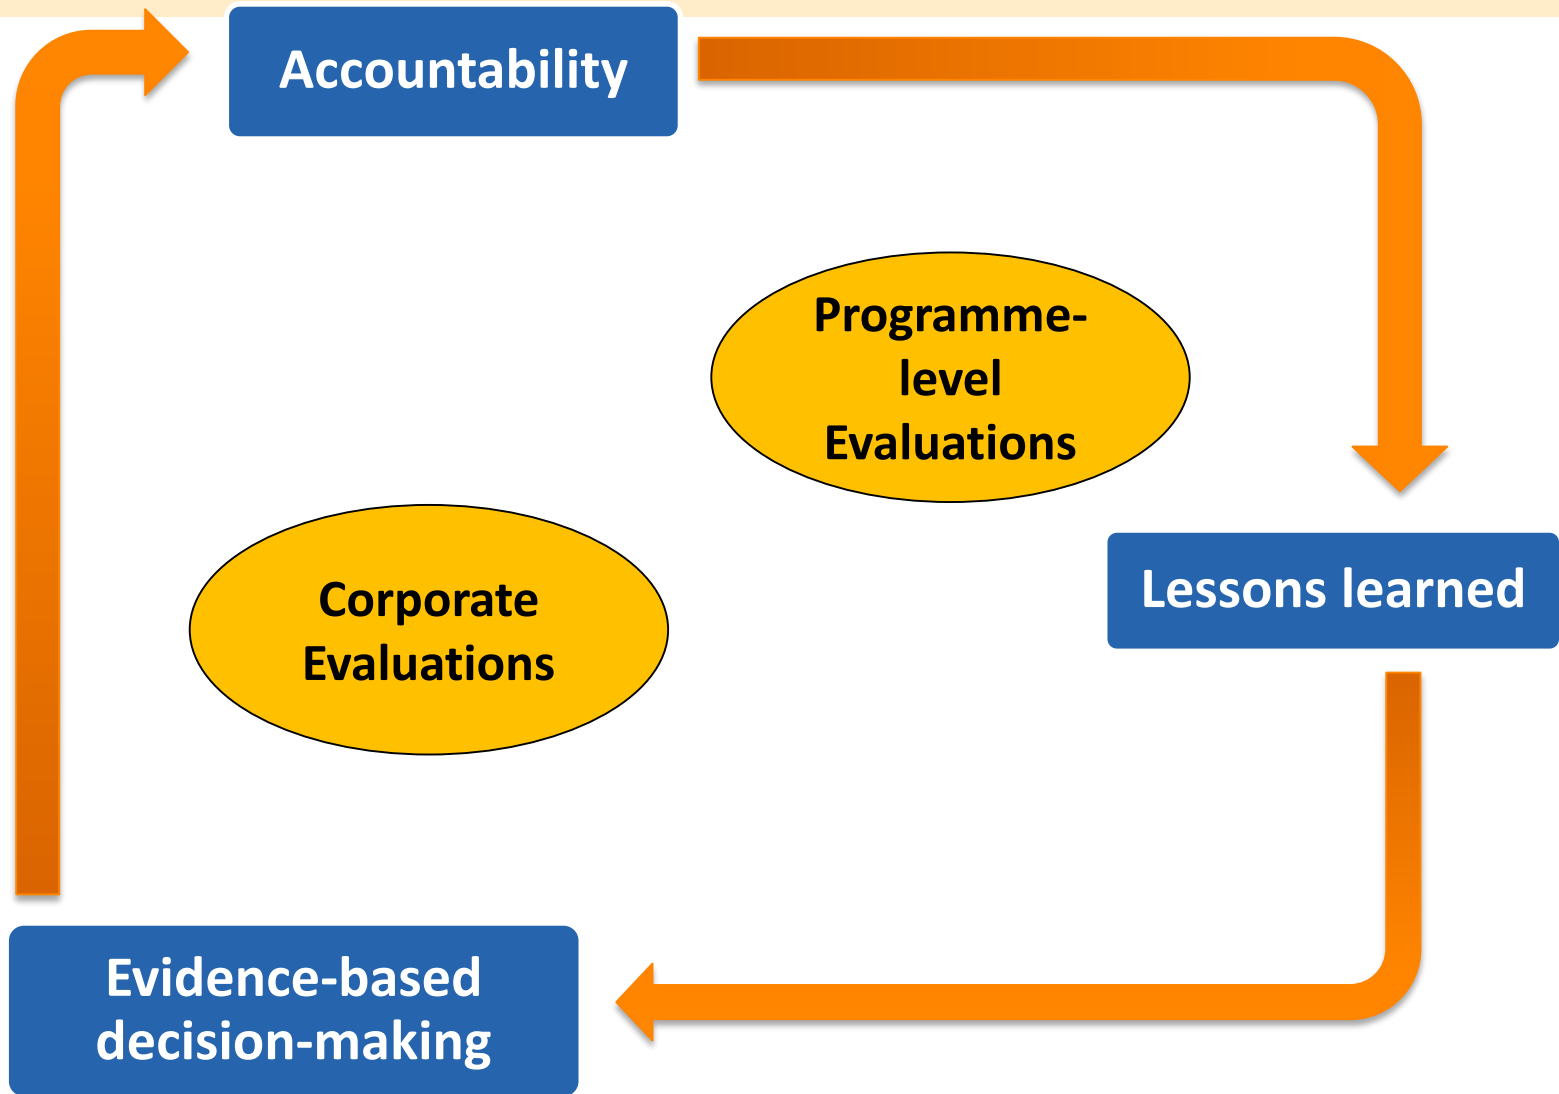 Accountability
Programme-
level
Evaluations
Corporate
Evaluations
Lessons learned
Evidence-based
decision-making